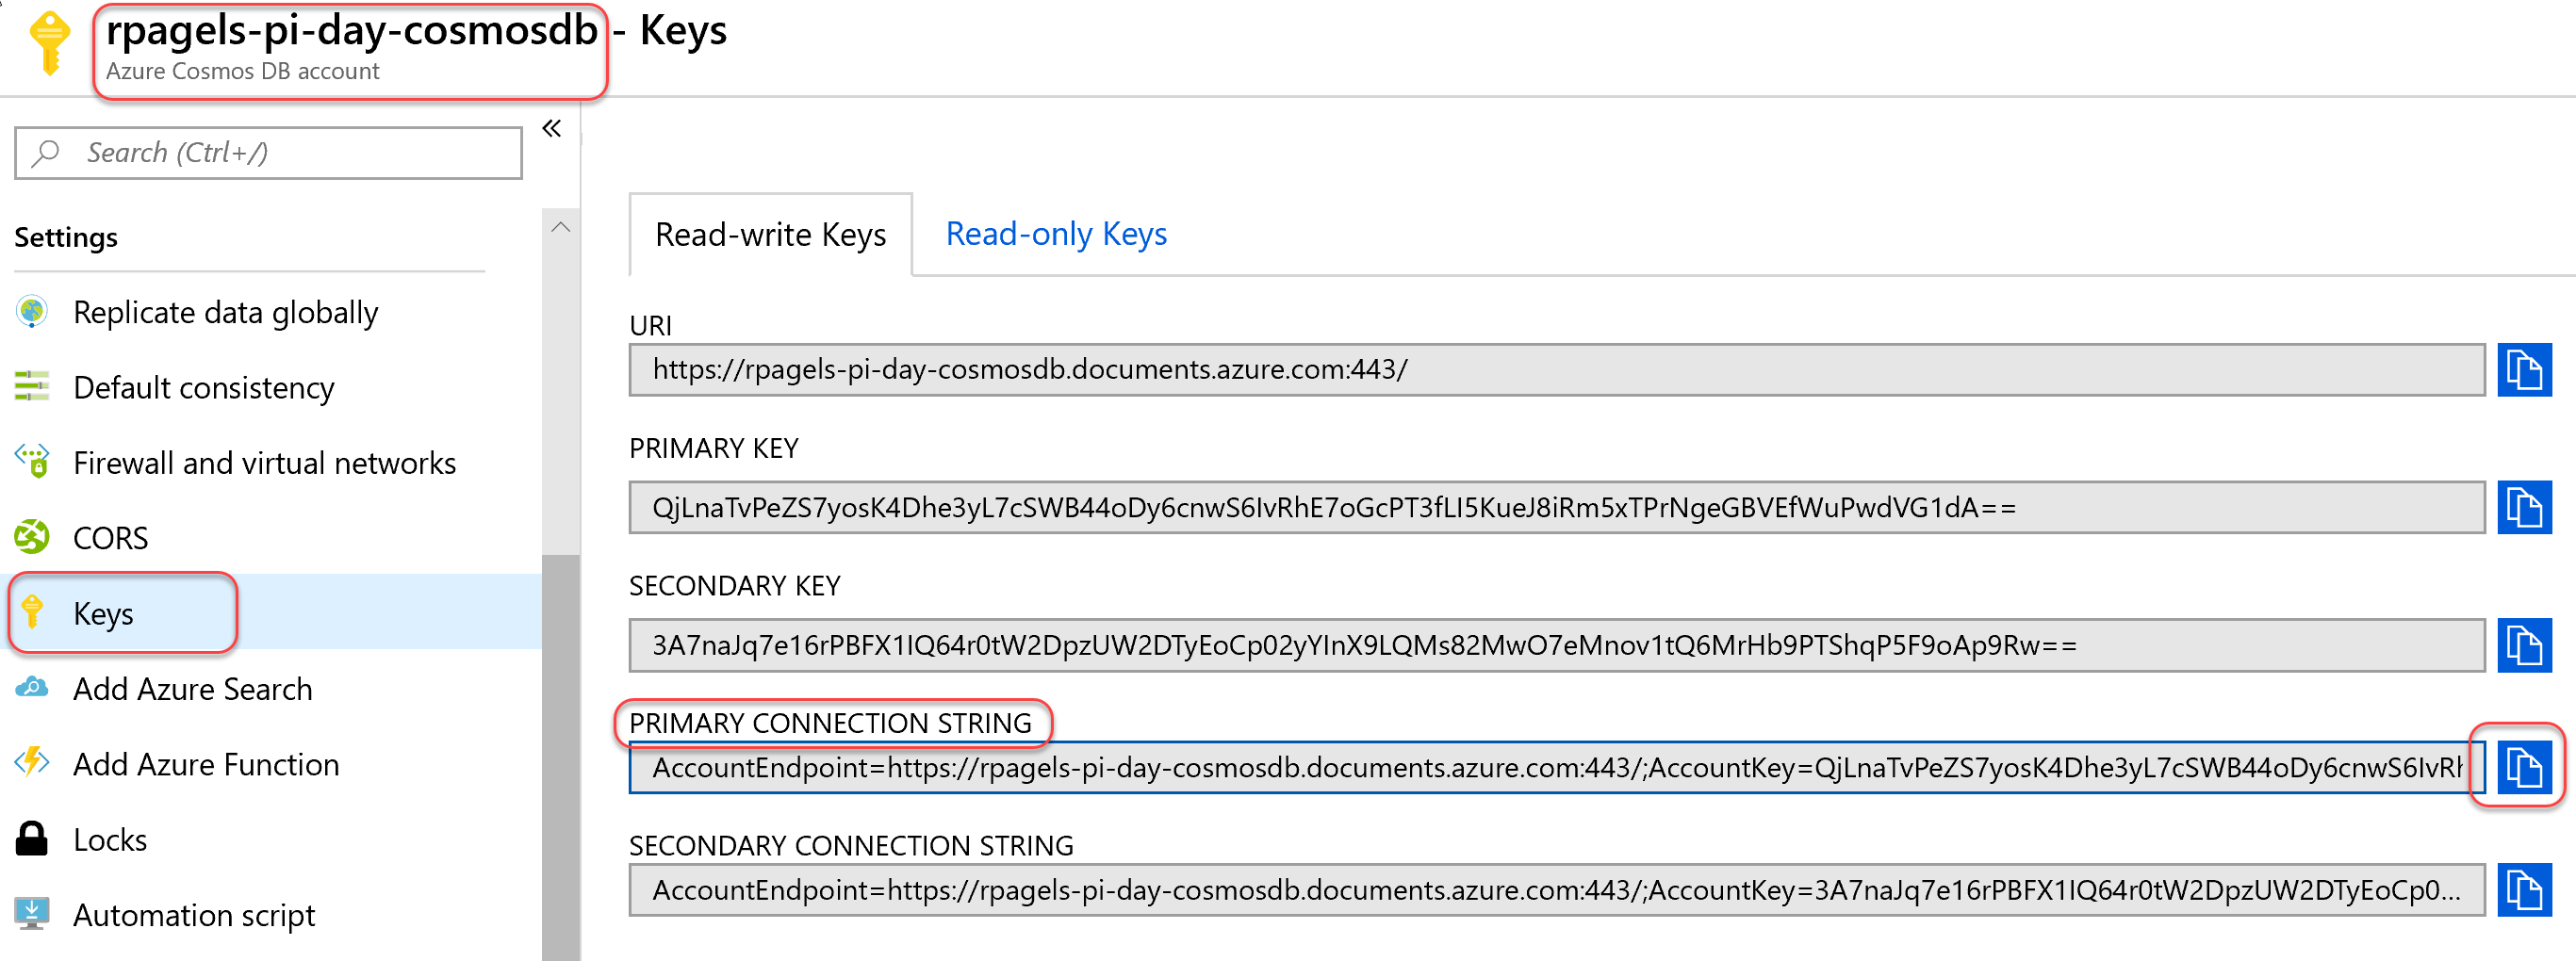 rpagels-pi-day-cosmosdb - Keys
Azure Cosmos DB account
Search (Ctrl+/)
Settings
Replicate data globally
Default consistency
Firewall and virtual networks
CORS
Keys
Add Azure Search
Add Azure Function
Locks
Automation script
Read-write Keys
Read-only Keys
URI
https://rpagels-pi-day-cosmosdb.documents.azure.com:443/
PRIMARY KEY
QjLnaTvPeZS7yosK4Dhe3yL7cSWB44oDy6cnwS6IvRhE7oGcPT3fLI5KueJ8iRm5xTPrNgeGBVEfWuPwdVG1dA==
SECONDARY KEY
3A7naJq7e16rPBFX1IQ64r0tW2DpzUW2DTyEoCp02yYInX9LQMs82MwO7eMnov1tQ6MrHb9PTShqP5F9oAp9Rw==
PRIMARY CONNECTION STRING
AccountEndpoint=https://rpagels-pi-day-cosmosdb.documents.azure.com:443/;AccountKey=QjLnaTvPeZS7yosK4Dhe3yL7cSWB44oDy6cnwS6IvRh
SECONDARY CONNECTION STRING
AccountEndpoint=https://rpagels-pi-day-cosmosdb.documents.azure.com:443/;AccountKey=3A7naJq7e16rPBFX1IQ64r0tW2DpzUW2DTyEoCp0...